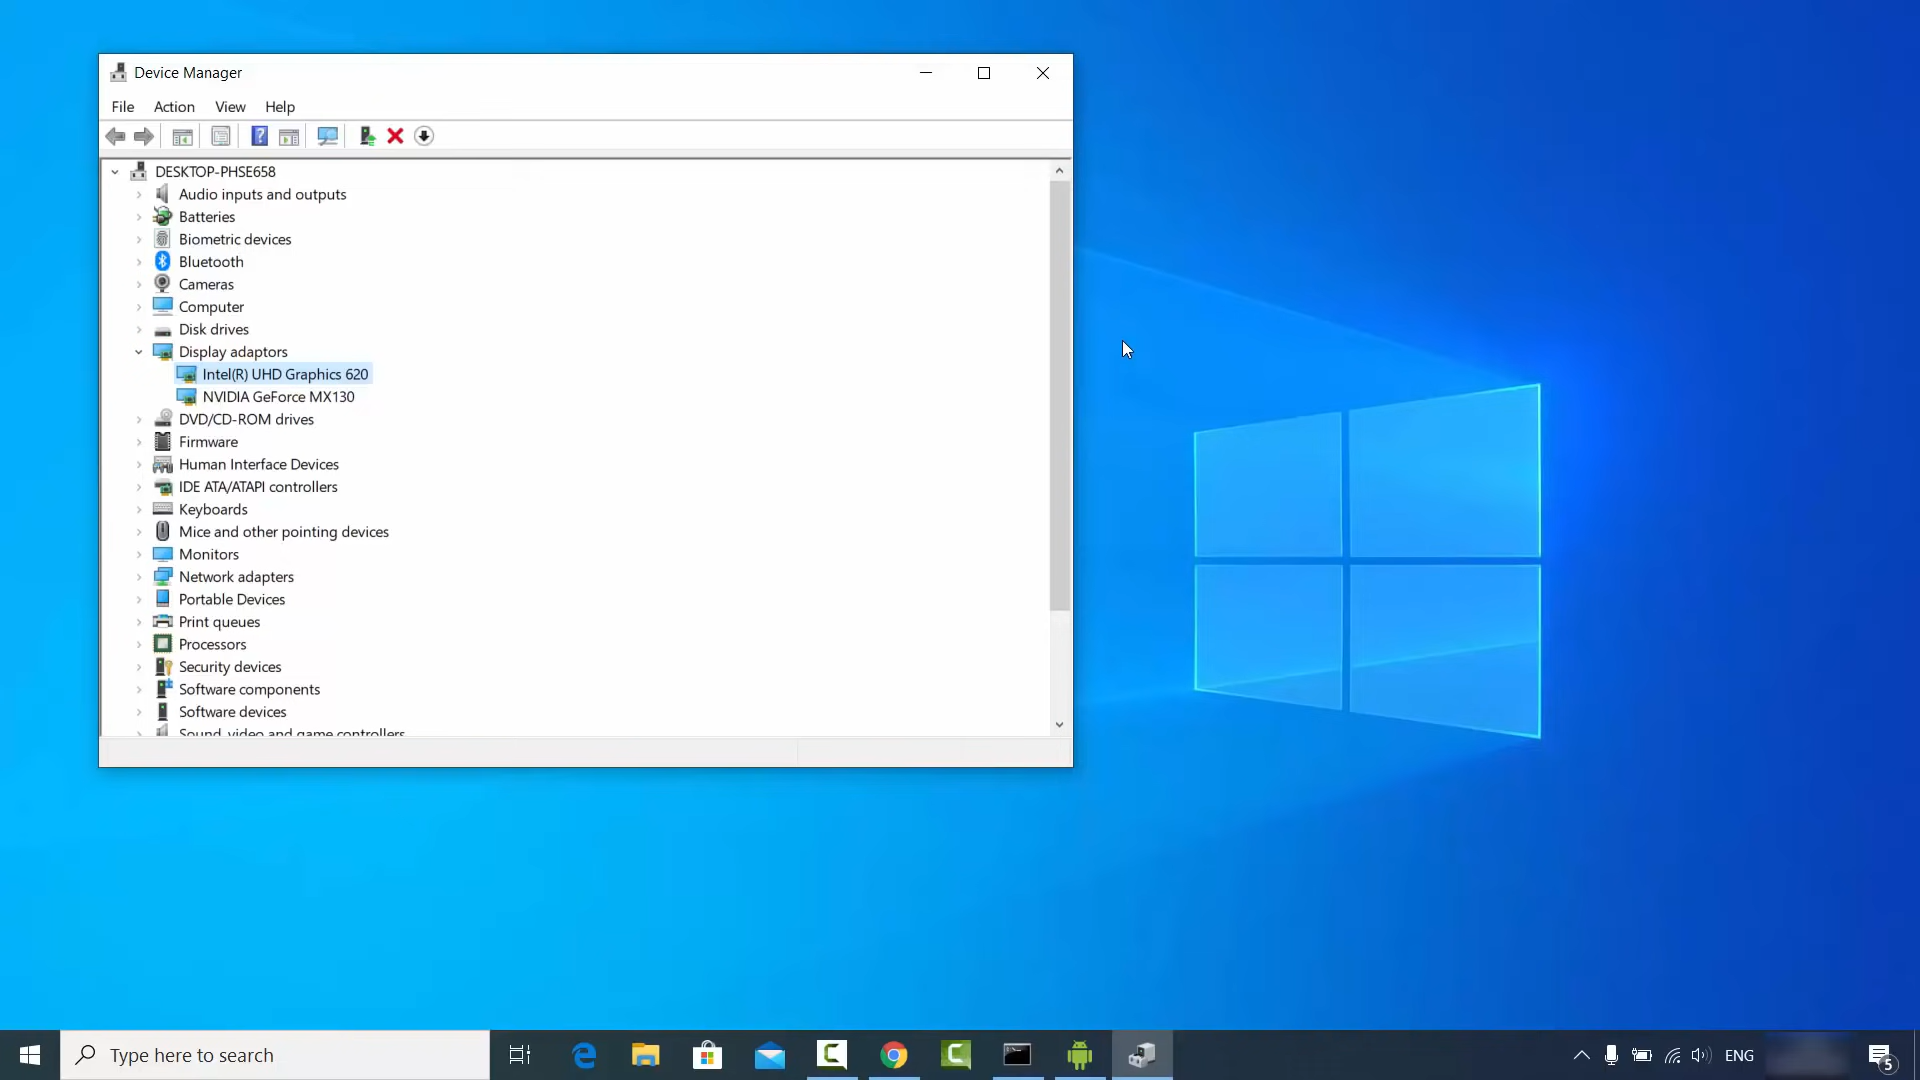 Device Manager
File Action View Help
DESKTOP-PHSE658
Audio inputs and outputs
Batteries
Biometric devices
Bluetooth
Cameras
Computer
Disk drives
Display adaptors
Intel(R) UHD Graphics 620
NVIDIA GeForce MX130
DVD/CD-ROM drives
Firmware
Human Interface Devices
IDE ATA/ATAPI controllers
Keyboards
Mice and other pointing devices
Monitors
Network adapters
Portable Devices
Print queues
Processors
Security devices
Software components
Software devices
Sound, video and game controllers
Type here to search
ENG
5